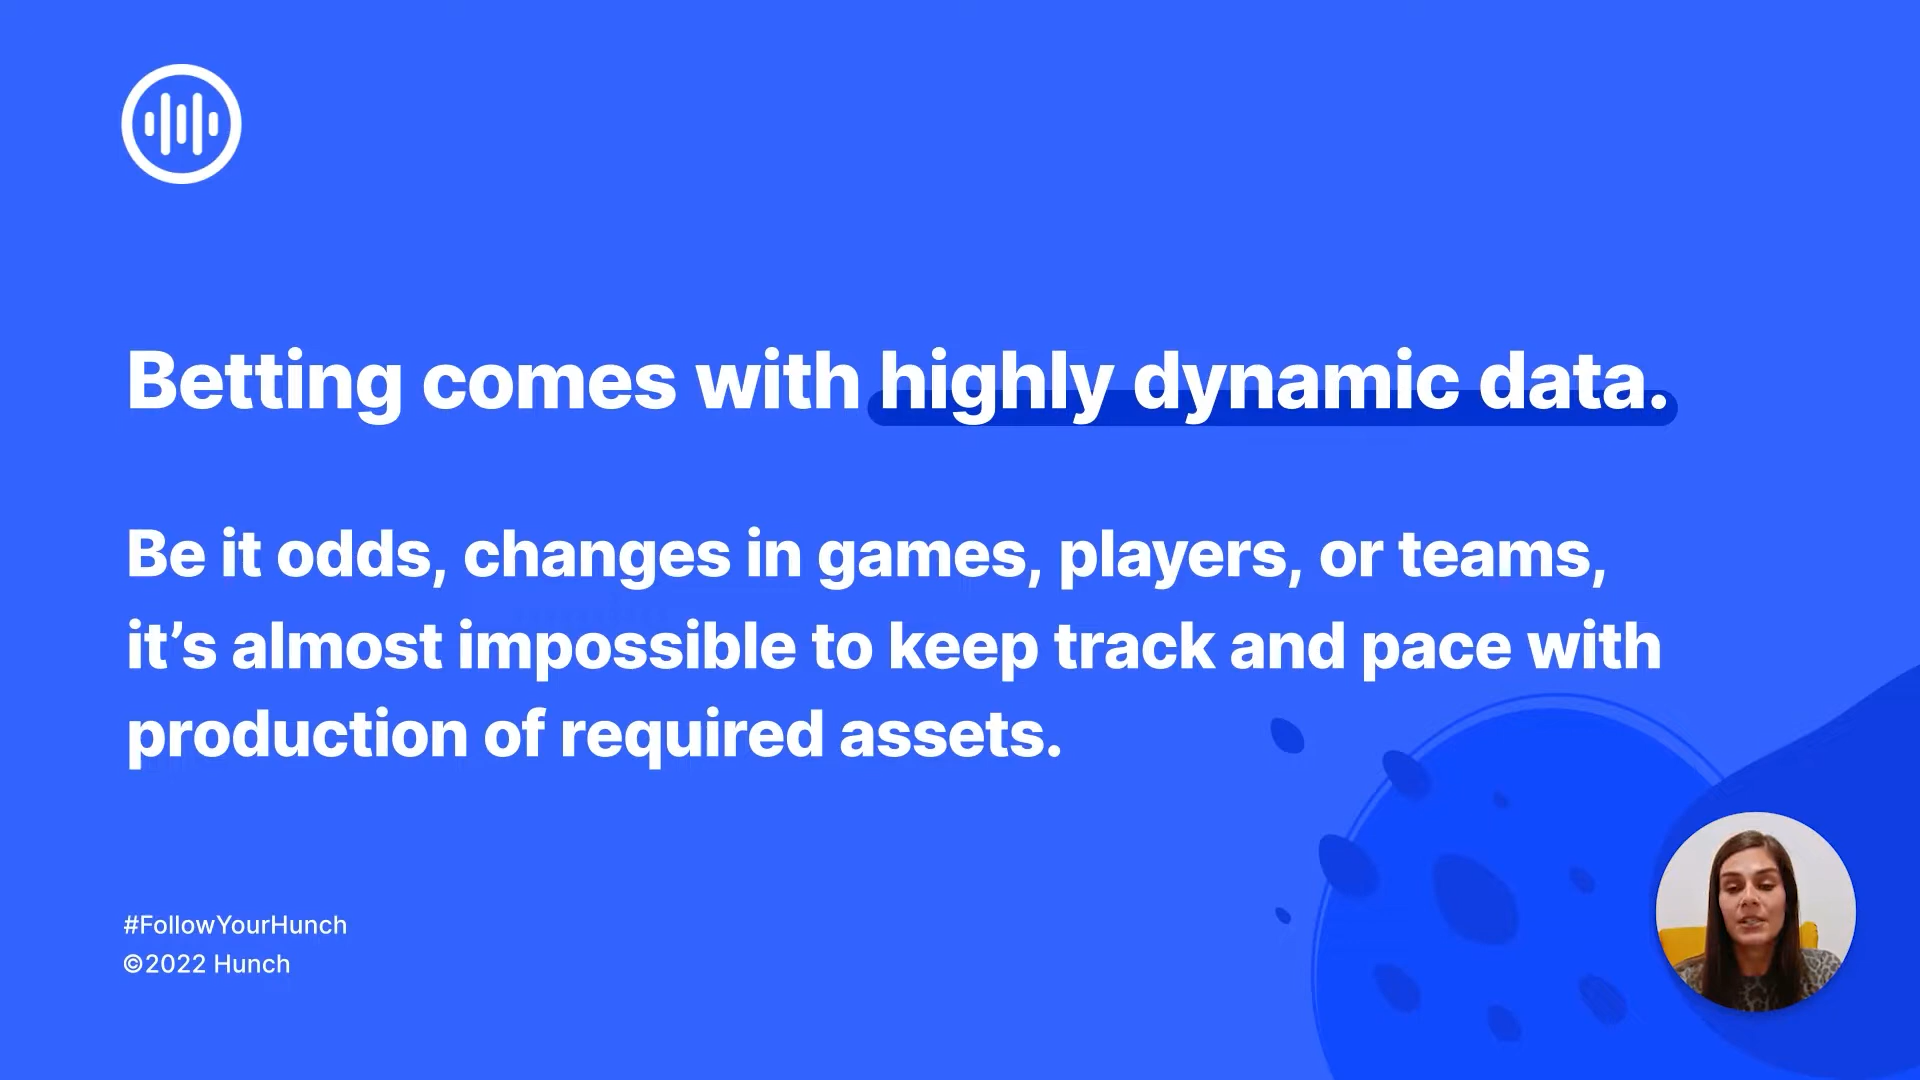 Betting comes with highly dynamic data.
Be it odds, changes in games, players, or teams,
it’s almost impossible to keep track and pace with
production of required assets.
#FollowYourHunch
©2022 Hunch